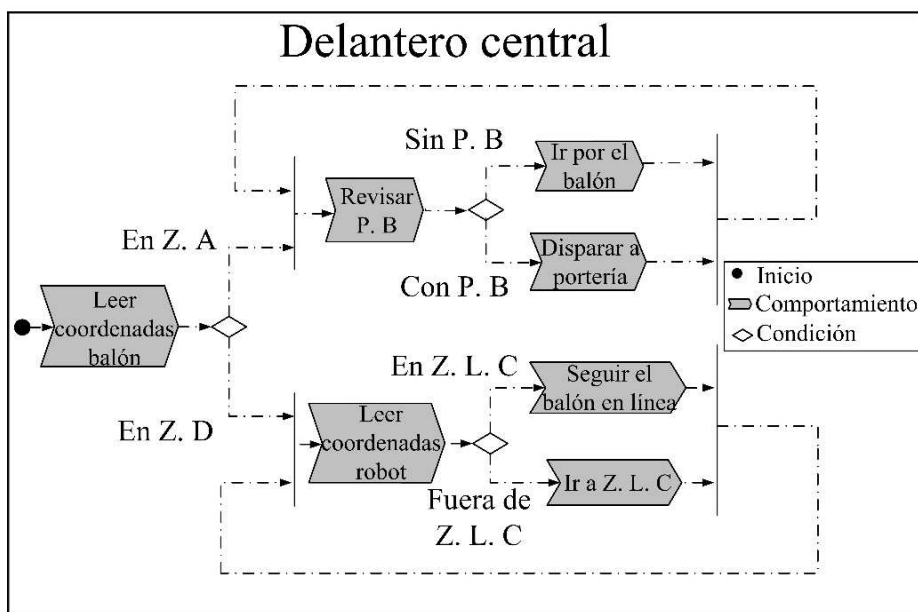 Delantero central
Sin P. B
Ir por el
balón
Revisar
P. B
En Z. A
Disparar a
portería
Con P. B
Leer
coordenadas
balón
En Z. L. C
Seguir el
balón en línea
En Z. D
Leer
coordenadas
robot
Ir a Z. L. C
Fuera de
Z. L. C
Inicio
Comportamiento
Condición